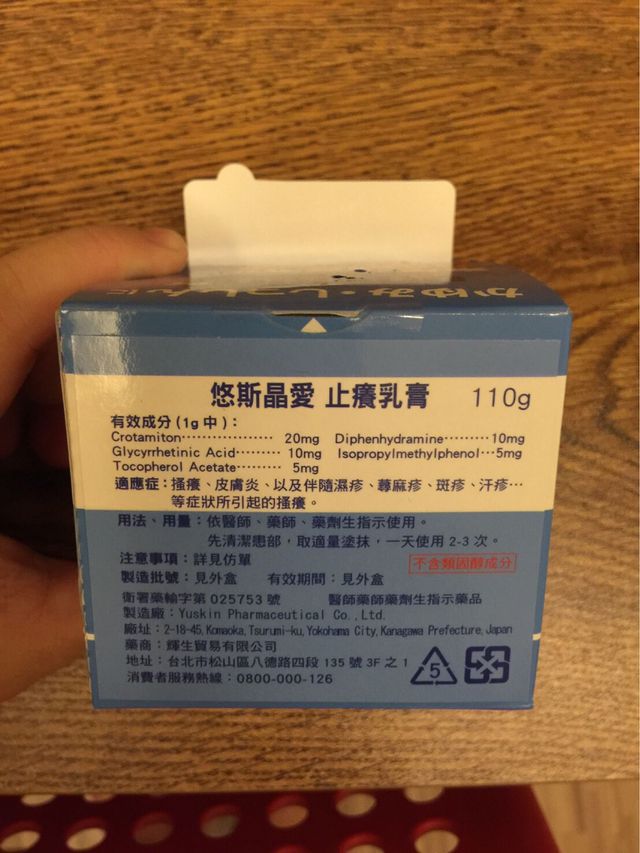 かゆみ・しっしんに
悠斯晶愛 止癢乳膏 110g
有效成分(1g中):
Crotamiton⋯⋯⋯⋯⋯⋯ 20mg Diphenhydramine⋯⋯⋯10mg
Glycyrrhetinic Acid⋯⋯⋯ 10mg Isopropylmethylphenol⋯5mg
Tocopherol Acetate⋯⋯⋯ 5mg
適應症:搔癢、皮膚炎、以及伴隨濕疹、蕁麻疹、斑疹、汗疹⋯
等症狀所引起的搔癢。
用法、用量:依醫師、藥師、藥劑生指示使用。
先清潔患部,取適量塗抹,一天使用 2-3 次。
注意事項:詳見仿單
不含類固醇成分
製造批號:見外盒 有效期間:見外盒
衛署藥輸字第 025753 號 醫師藥師藥劑生指示藥品
製造廠:Yuskin Pharmaceutical Co., Ltd.
廠址:2-18-45, Komaoka, Tsurumi-ku, Yokohama City, Kanagawa Prefecture, Japan
藥商:輝生貿易有限公司
地址:台北市松山區八德路四段 135 號 3F 之 1
消費者服務熱線:0800-000-126
5